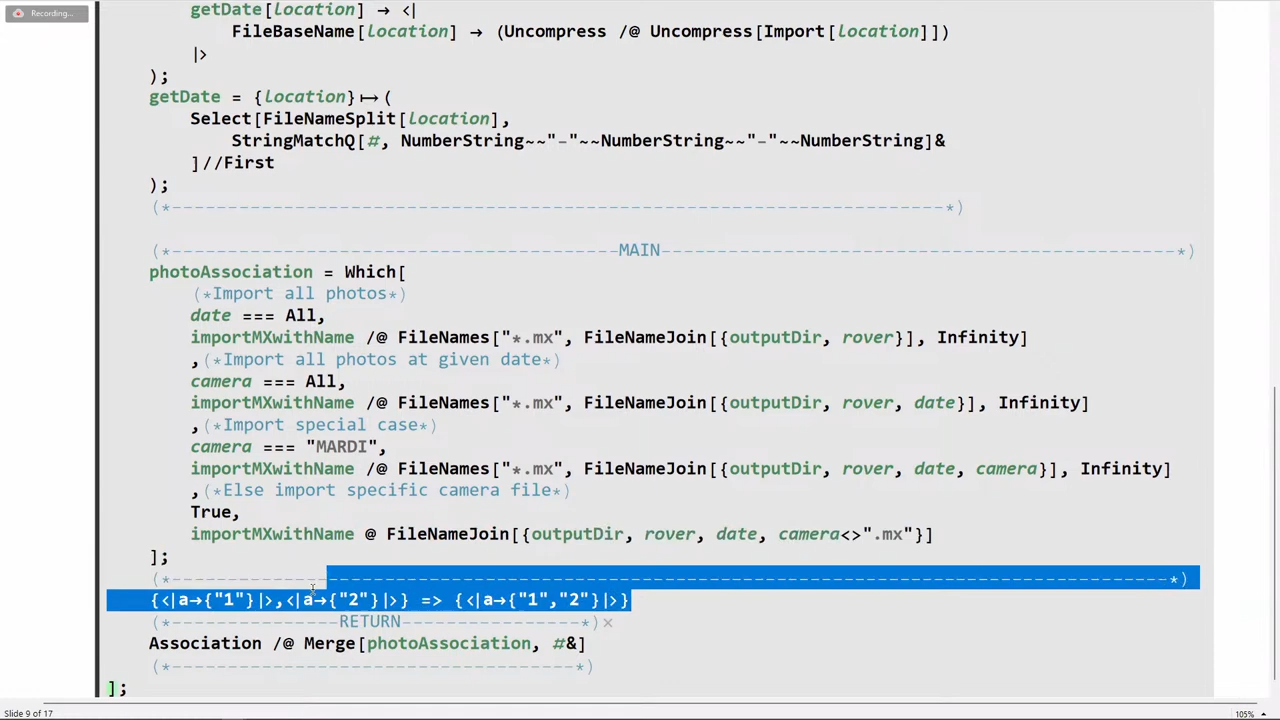 Recording...
getDate[location] → <|
FileBaseName[location] → (Uncompress /@ Uncompress[Import[location]])
|>
);
getDate = {location} ↦ (
Select[FileNameSplit[location],
StringMatchQ[#, NumberString~~"-"~~NumberString~~"-"~~NumberString]&
]//First
);
(*---------------------------------------------------------------------------*)
(*-------------------------------------------MAIN---------------------------------------------------*)
photoAssociation = Which[
(*Import all photos*)
date === All,
importMXwithName /@ FileNames["*.mx", FileNameJoin[{outputDir, rover}], Infinity]
,(*Import all photos at given date*)
camera === All,
importMXwithName /@ FileNames["*.mx", FileNameJoin[{outputDir, rover, date}], Infinity]
,(*Import special case*)
camera === "MARDI",
importMXwithName /@ FileNames["*.mx", FileNameJoin[{outputDir, rover, date, camera}], Infinity]
,(*Else import specific camera file*)
True,
importMXwithName @ FileNameJoin[{outputDir, rover, date, camera<>".mx"}]
];
(*--------------------------------------------------------------------------------------------------*)
{<|a→{"1"}|>,<|a→{"2"}|>} => {<|a→{"1","2"}|>}
(*----------------RETURN---------------*)×
Association /@ Merge[photoAssociation, #&]
(*---------------------------------------*)
];
Slide 9 of 17
105%